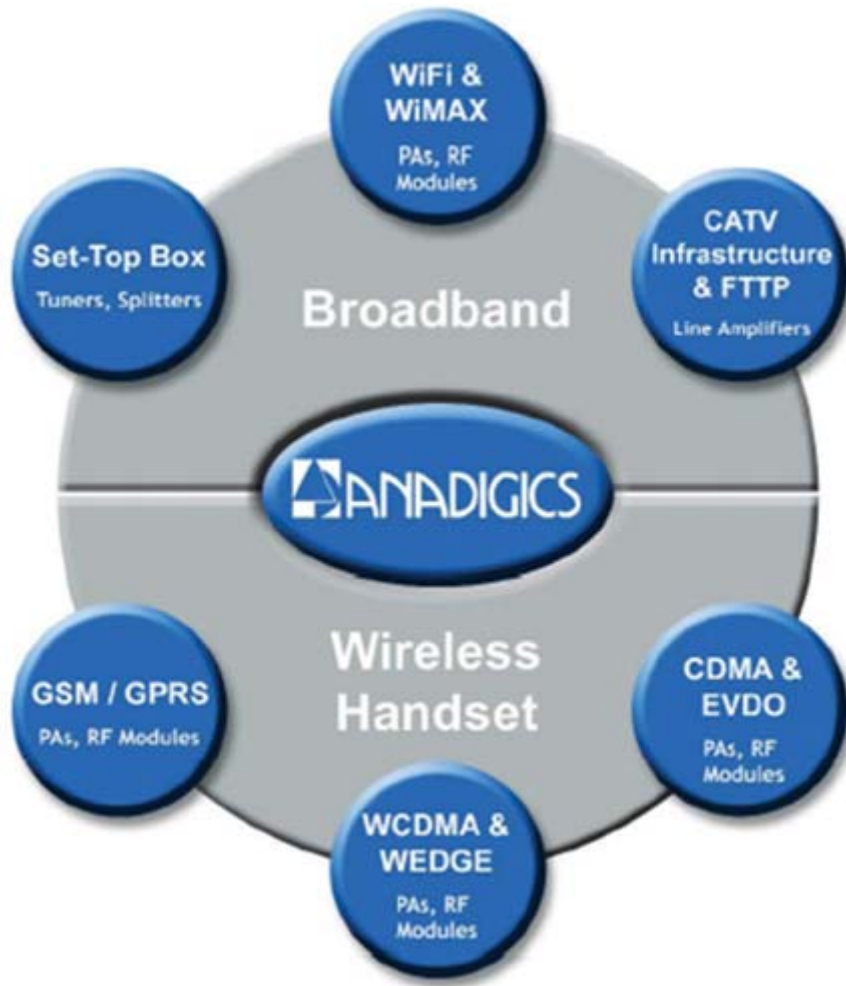 WiFi &
WiMAX
PAs, RF
Modules
Set-Top Box
Tuners, Splitters
CATV
Infrastructure
& FTTP
Line Amplifiers
Broadband
ANADIGICS
Wireless
Handset
GSM / GPRS
PAs, RF Modules
CDMA &
EVDO
PAs, RF
Modules
WCDMA &
WEDGE
PAs, RF
Modules